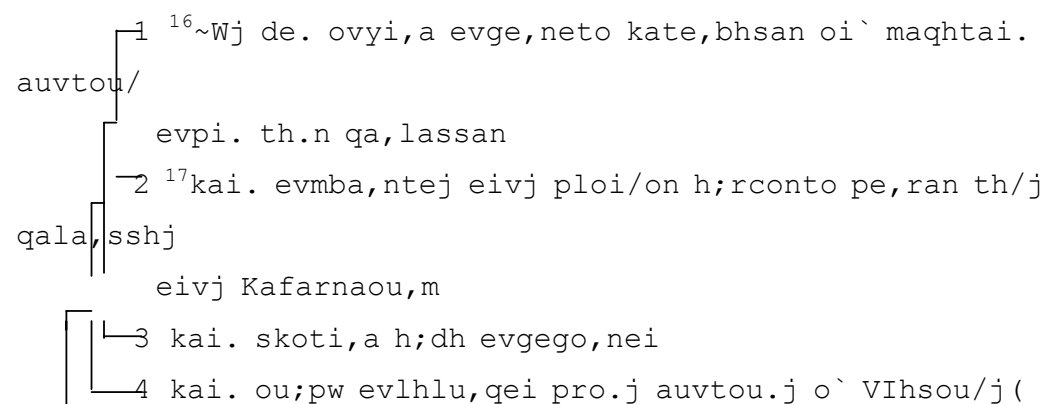 1 16~Wj de. ovyi,a evge,neto kate,bhsan oi` maqhtai.
auvtou/
evpi. th.n qa,lassan
2 17kai. evmba,ntej eivj ploi/on h;rconto pe,ran th/j
qala,sshj
eivj Kafarnaou,m
3 kai. skoti,a h;dh evgego,nei
4 kai. ou;pw evlhlu,qei pro.j auvtou.j o` VIhsou/j(